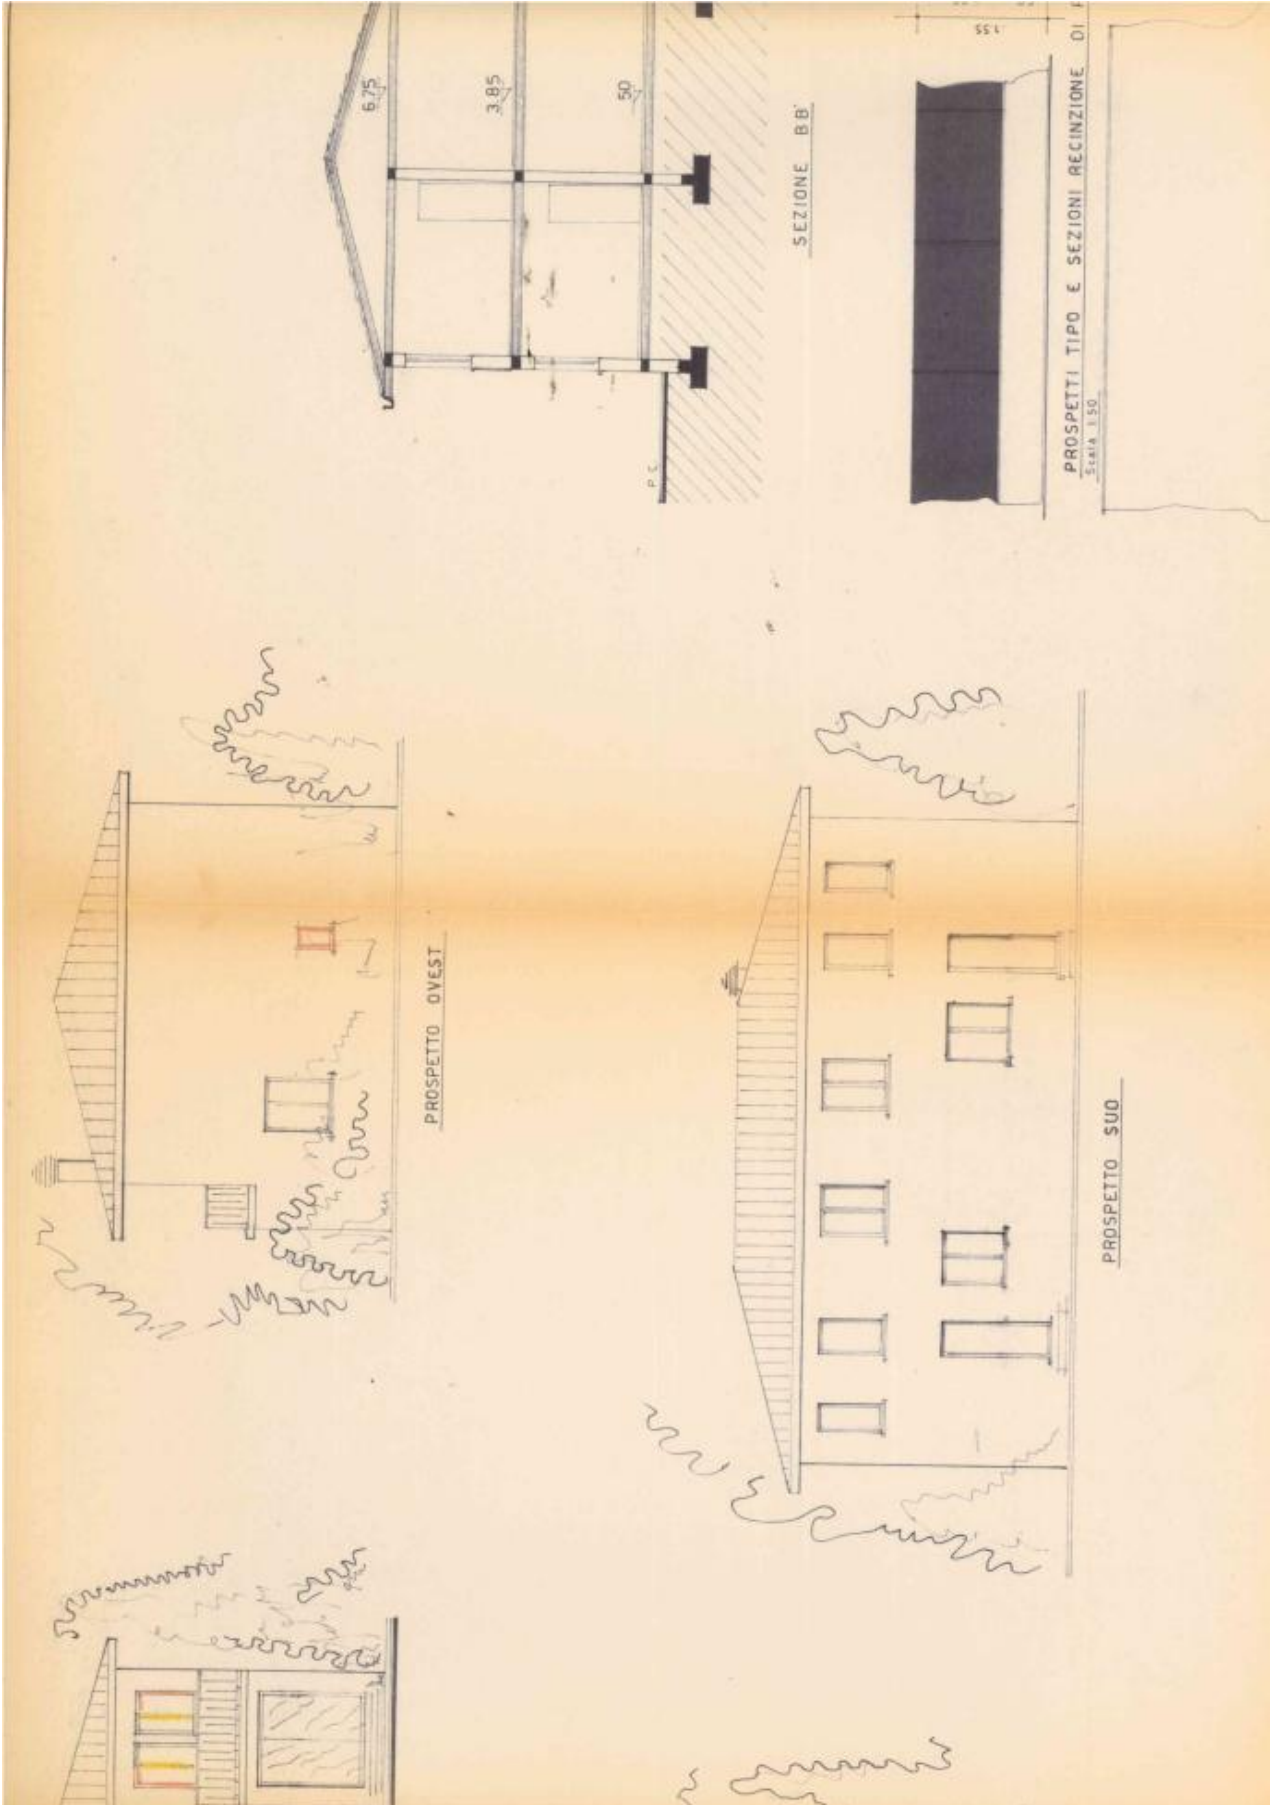 6.75
3.85
50
P.C.
SEZIONE BB'
1.55
PROSPETTI TIPO E SEZIONI RECINZIONE DI
Scala 1:50
PROSPETTO OVEST
PROSPETTO SUD